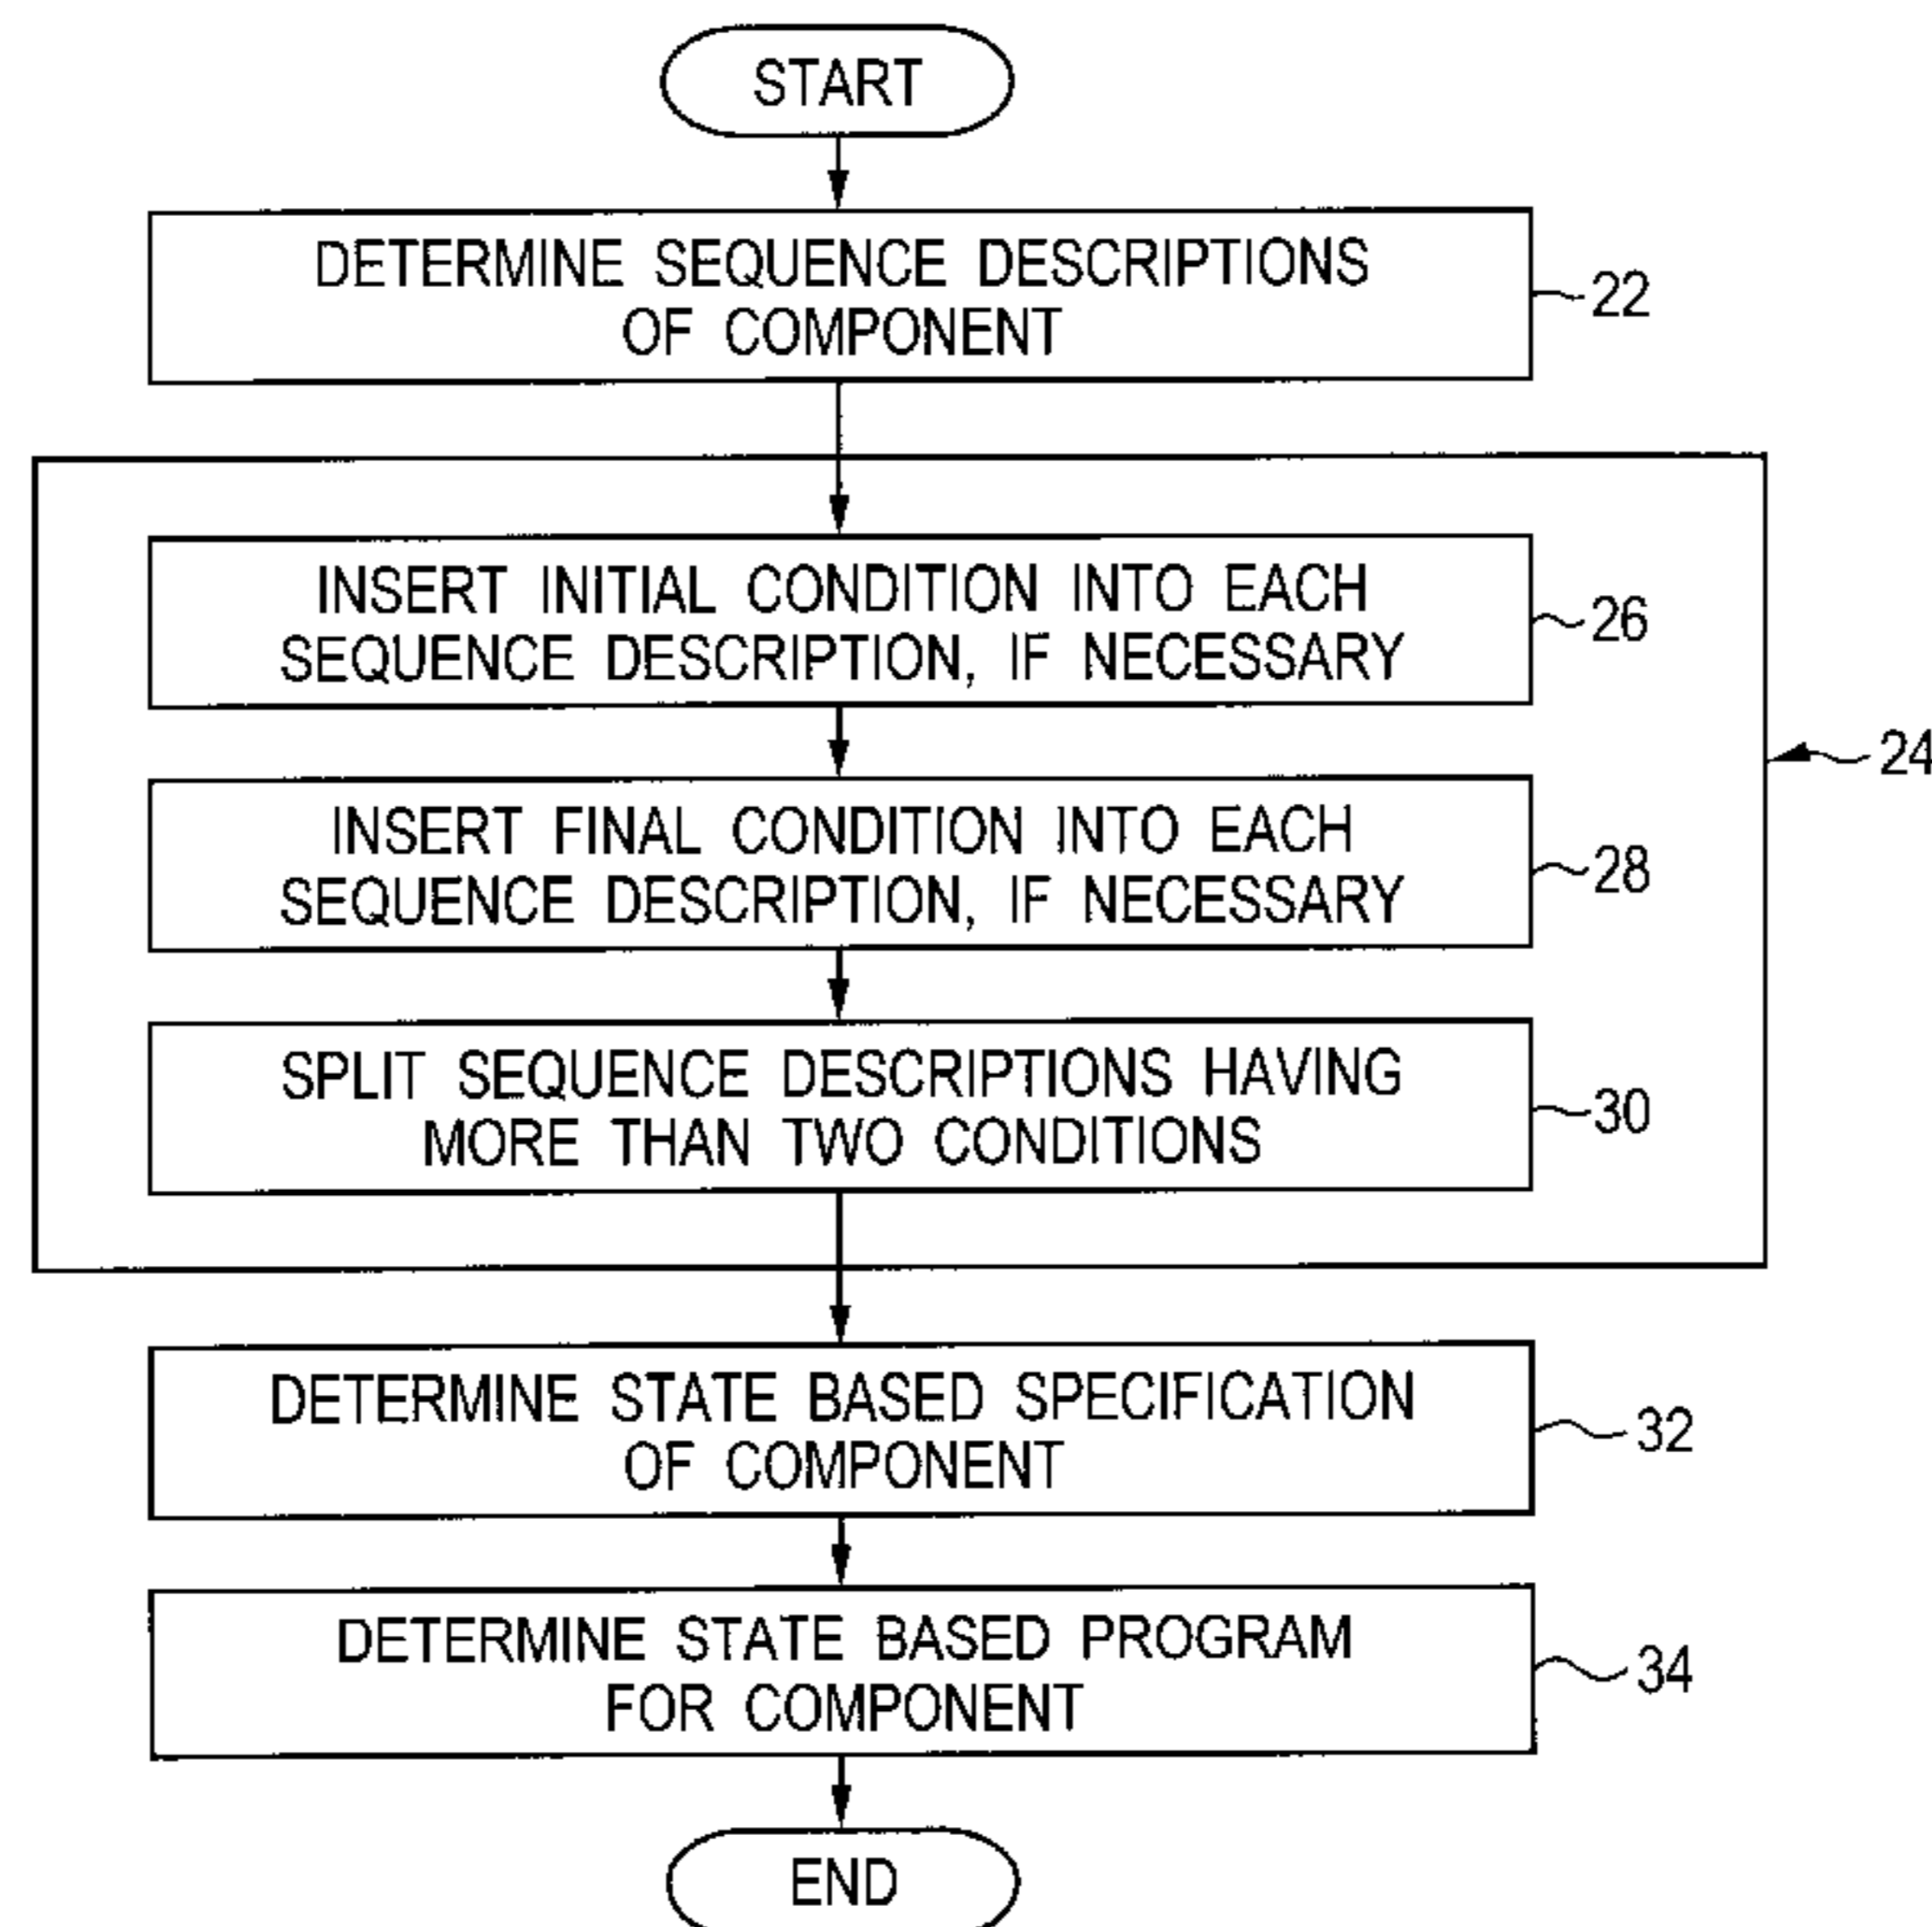 START
DETERMINE SEQUENCE DESCRIPTIONS
OF COMPONENT
22
INSERT INITIAL CONDITION INTO EACH
SEQUENCE DESCRIPTION, IF NECESSARY
26
24
INSERT FINAL CONDITION INTO EACH
SEQUENCE DESCRIPTION, IF NECESSARY
28
SPLIT SEQUENCE DESCRIPTIONS HAVING
MORE THAN TWO CONDITIONS
30
DETERMINE STATE BASED SPECIFICATION
OF COMPONENT
32
DETERMINE STATE BASED PROGRAM
FOR COMPONENT
34
END